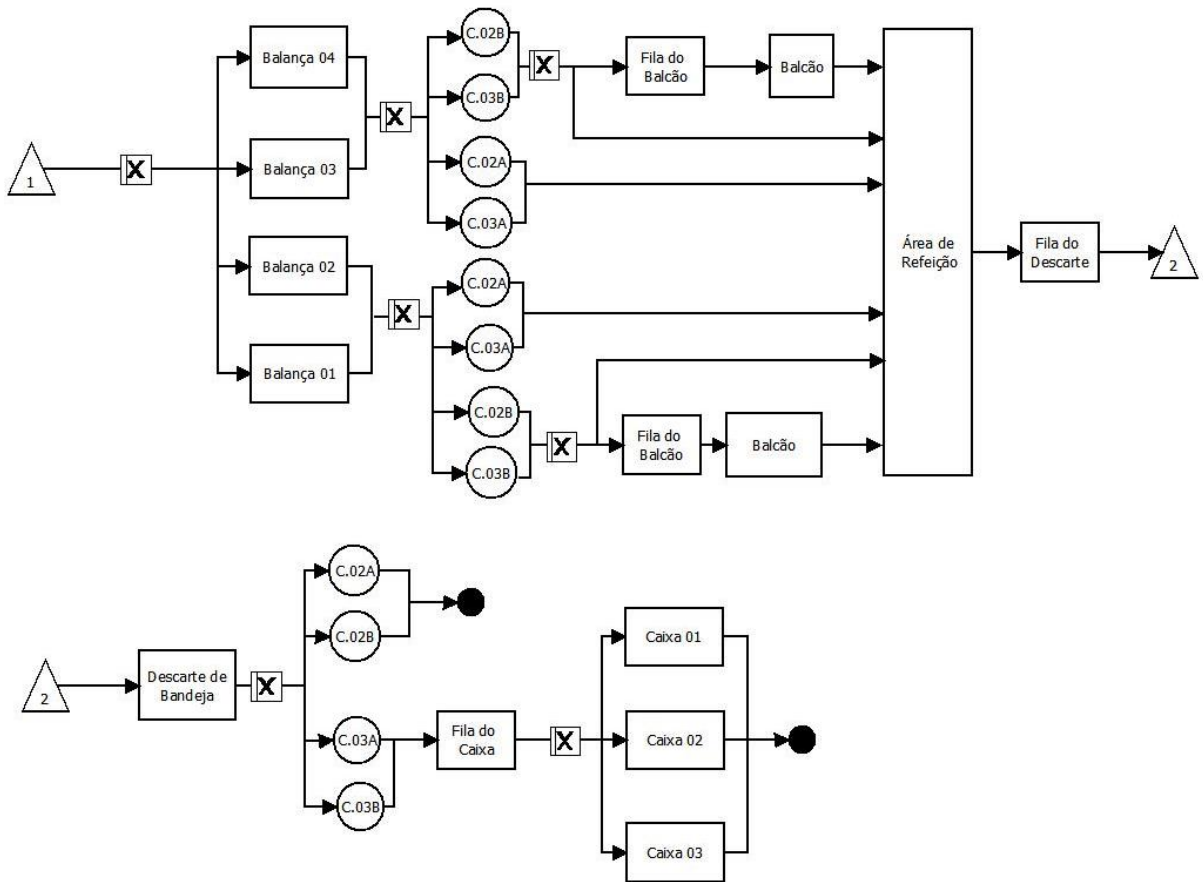 1
X
Balança 04
Balança 03
Balança 02
Balança 01
X
X
C.02B
C.03B
C.02A
C.03A
C.02A
C.03A
C.02B
C.03B
X
Fila do
Balcão
Balcão
X
Fila do
Balcão
Balcão
Área de
Refeição
Fila do
Descarte
2
2
Descarte de
Bandeja
X
C.02A
C.02B
C.03A
C.03B
Fila do
Caixa
X
Caixa 01
Caixa 02
Caixa 03